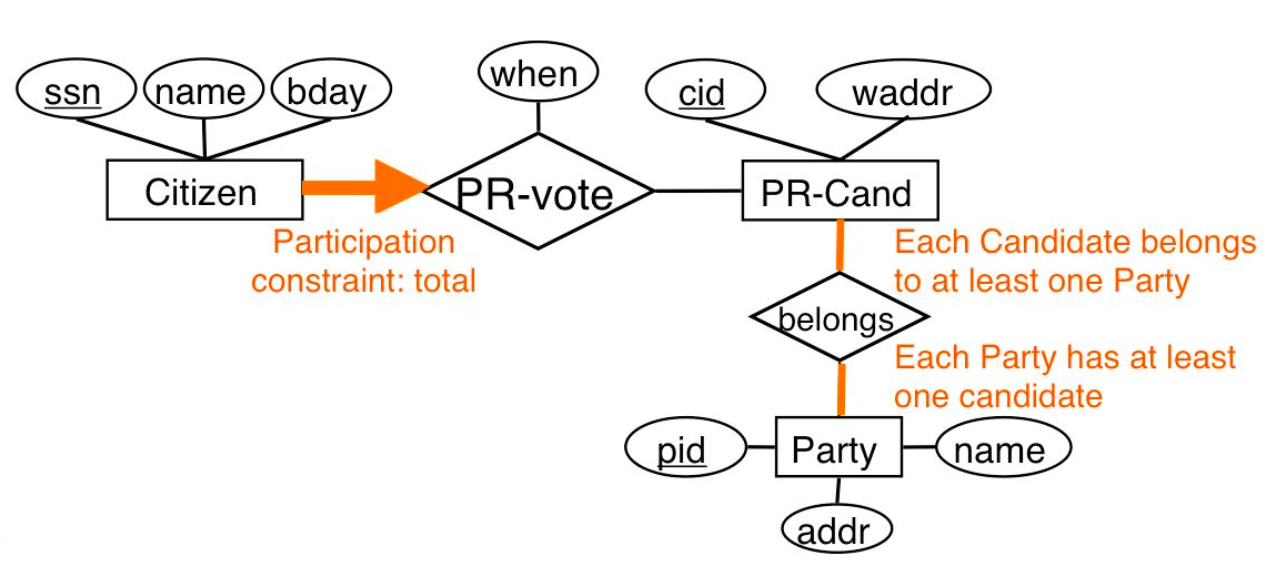 when
ssn
name
bday
cid
waddr
Citizen
PR-vote
PR-Cand
Participation
constraint: total
Each Candidate belongs
to at least one Party
belongs
Each Party has at least
one candidate
pid
Party
name
addr